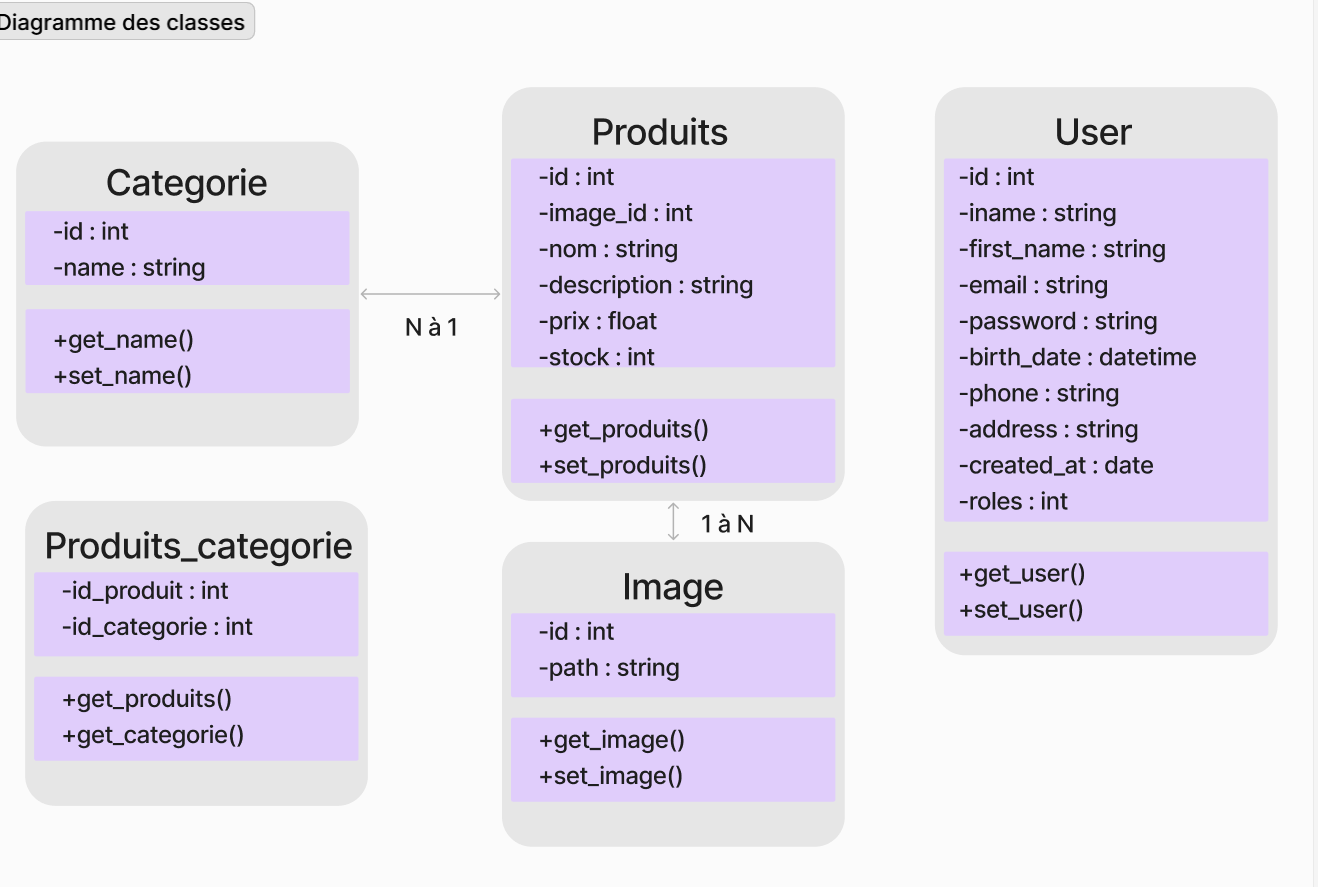 Diagramme des classes
Categorie
-id : int
-name : string
+get_name()
+set_name()
N à 1
Produits
-id : int
-image_id : int
-nom : string
-description : string
-prix : float
-stock : int
+get_produits()
+set_produits()
1 à N
User
-id : int
-iname : string
-first_name : string
-email : string
-password : string
-birth_date : datetime
-phone : string
-address : string
-created_at : date
-roles : int
+get_user()
+set_user()
Produits_categorie
-id_produit : int
-id_categorie : int
+get_produits()
+get_categorie()
Image
-id : int
-path : string
+get_image()
+set_image()